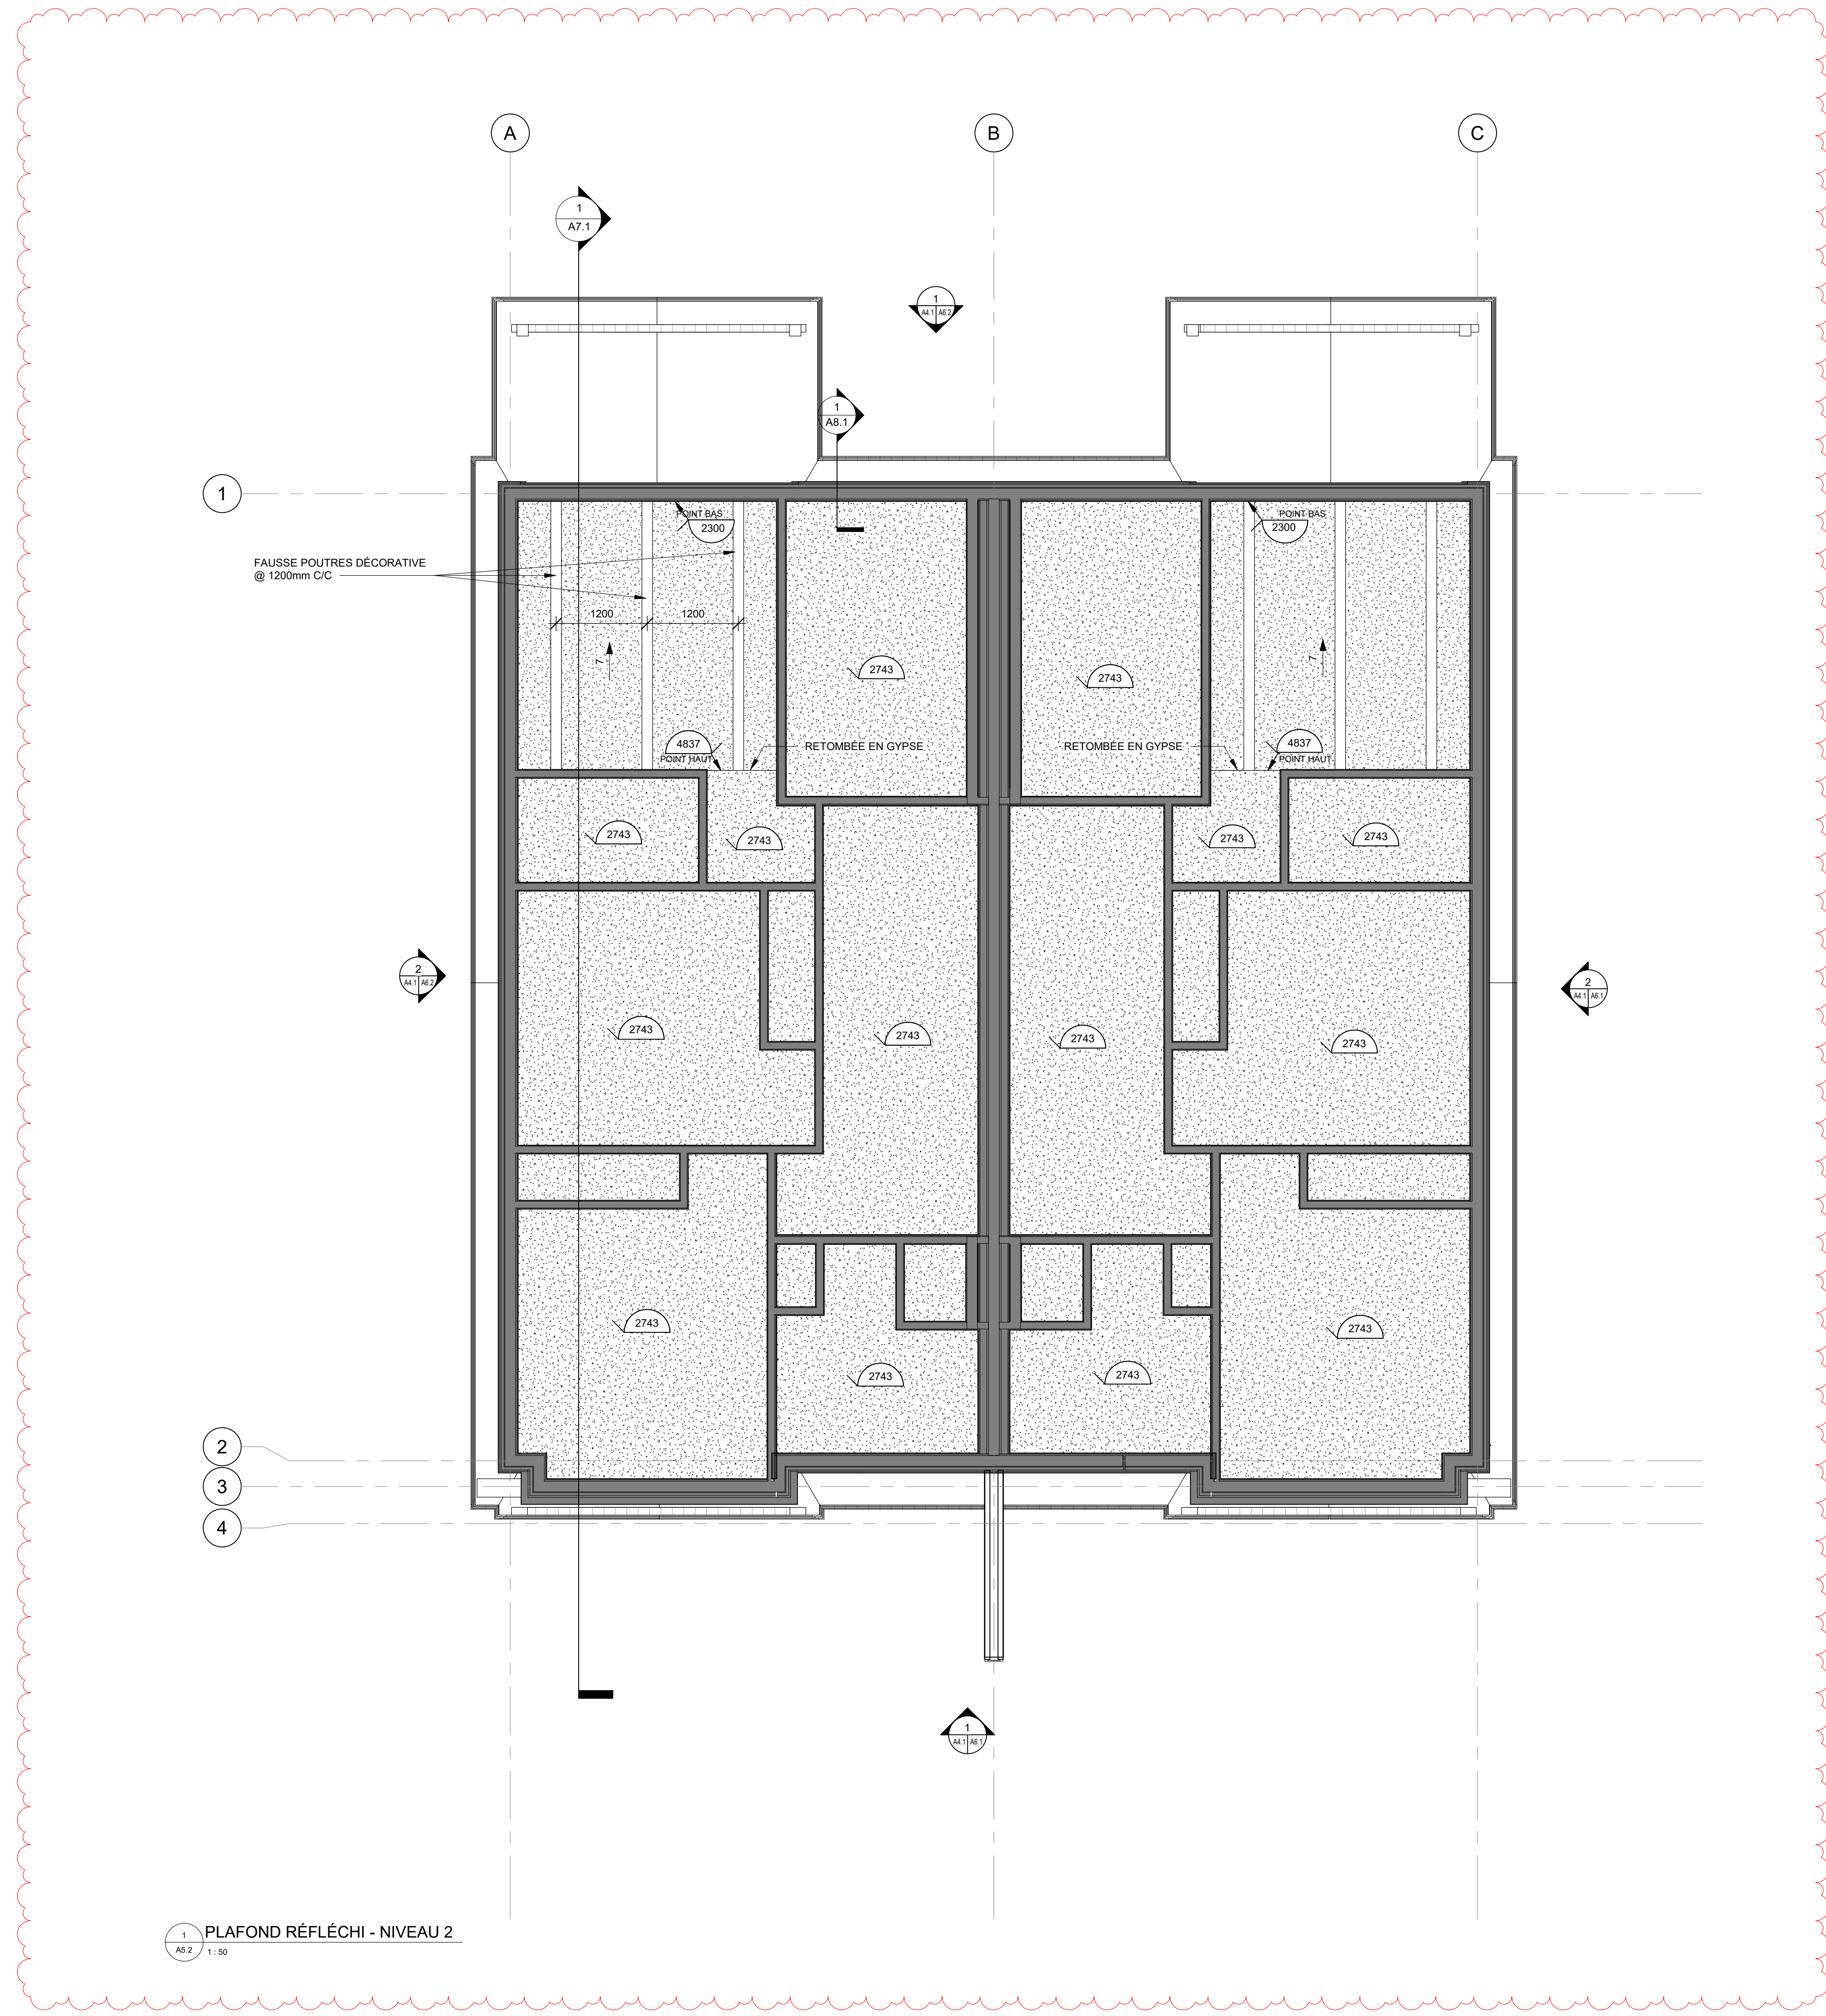 A
B
C
1
A7.1
1
A4.1 A6.2
1
A8.1
1
POINT BAS
2300
POINT BAS
2300
FAUSSE POUTRES DÉCORATIVE
@ 1200mm C/C
1200
1200
7
7
2743
2743
4837
POINT HAUT
RETOMBÉE EN GYPSE
RETOMBÉE EN GYPSE
4837
POINT HAUT
2743
2743
2743
2743
2
A4.1 A6.2
2
A4.1 A6.1
2743
2743
2743
2743
2743
2743
2743
2743
2
3
4
1
A4.1 A6.1
1
A5.2
PLAFOND RÉFLÉCHI - NIVEAU 2
1 : 50